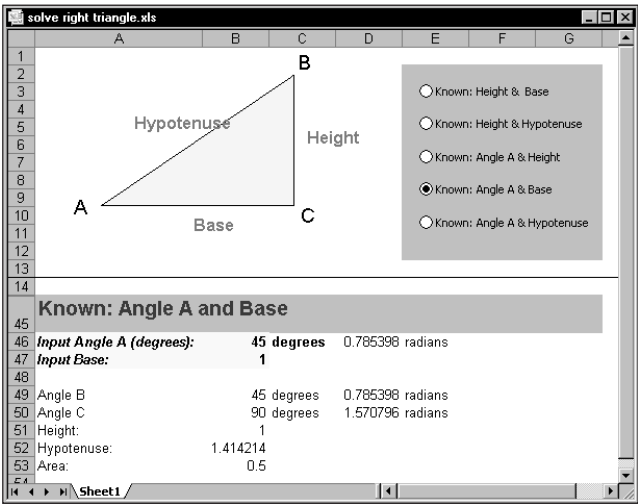 solve right triangle.xls
A B C D E F G
1
2
3
4
5
6
7
8
9
10
11
12
13
14
B
Hypotenuse
Height
A
Base
C
Known: Height & Base
Known: Height & Hypotenuse
Known: Angle A & Height
Known: Angle A & Base
Known: Angle A & Hypotenuse
45 Known: Angle A and Base
46 Input Angle A (degrees): 45 degrees 0.785398 radians
47 Input Base: 1
48
49 Angle B 45 degrees 0.785398 radians
50 Angle C 90 degrees 1.570796 radians
51 Height: 1
52 Hypotenuse: 1.414214
53 Area: 0.5
54
Sheet1